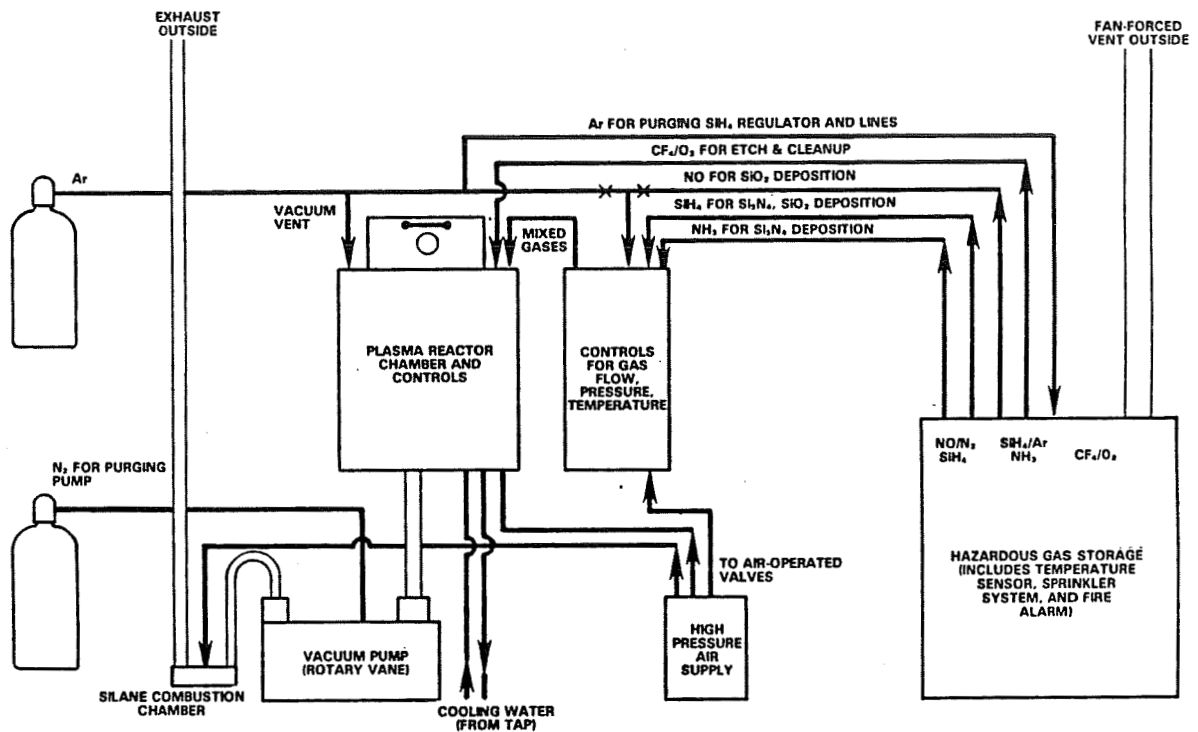 EXHAUST
OUTSIDE
FAN-FORCED
VENT OUTSIDE
Ar FOR PURGING SiH₄ REGULATOR AND LINES
CF₄/O₂ FOR ETCH & CLEANUP
Ar
NO FOR SiO₂ DEPOSITION
VACUUM
VENT
SiH₄ FOR Si₃N₄, SiO₂ DEPOSITION
MIXED
GASES
NH₃ FOR Si₃N₄ DEPOSITION
PLASMA REACTOR
CHAMBER AND
CONTROLS
CONTROLS
FOR GAS
FLOW,
PRESSURE,
TEMPERATURE
NO/N₂
SiH₄
SiH₄/Ar
NH₃
CF₄/O₂
N₂ FOR PURGING
PUMP
HAZARDOUS GAS STORAGE
(INCLUDES TEMPERATURE
SENSOR, SPRINKLER
SYSTEM, AND FIRE
ALARM)
TO AIR-OPERATED
VALVES
HIGH
PRESSURE
AIR
SUPPLY
VACUUM PUMP
(ROTARY VANE)
SILANE COMBUSTION
CHAMBER
COOLING WATER
(FROM TAP)